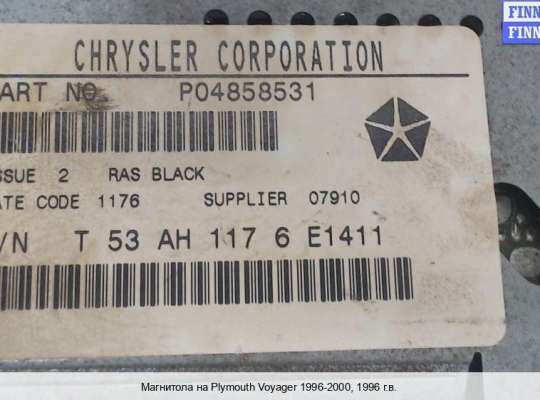 FINN
FINN
CHRYSLER CORPORATION
ART NO. P04858531
SSUE 2 RAS BLACK
ATE CODE 1176 SUPPLIER 07910
/N T 53 AH 117 6 E1411
Магнитола на Plymouth Voyager 1996-2000, 1996 г.в.